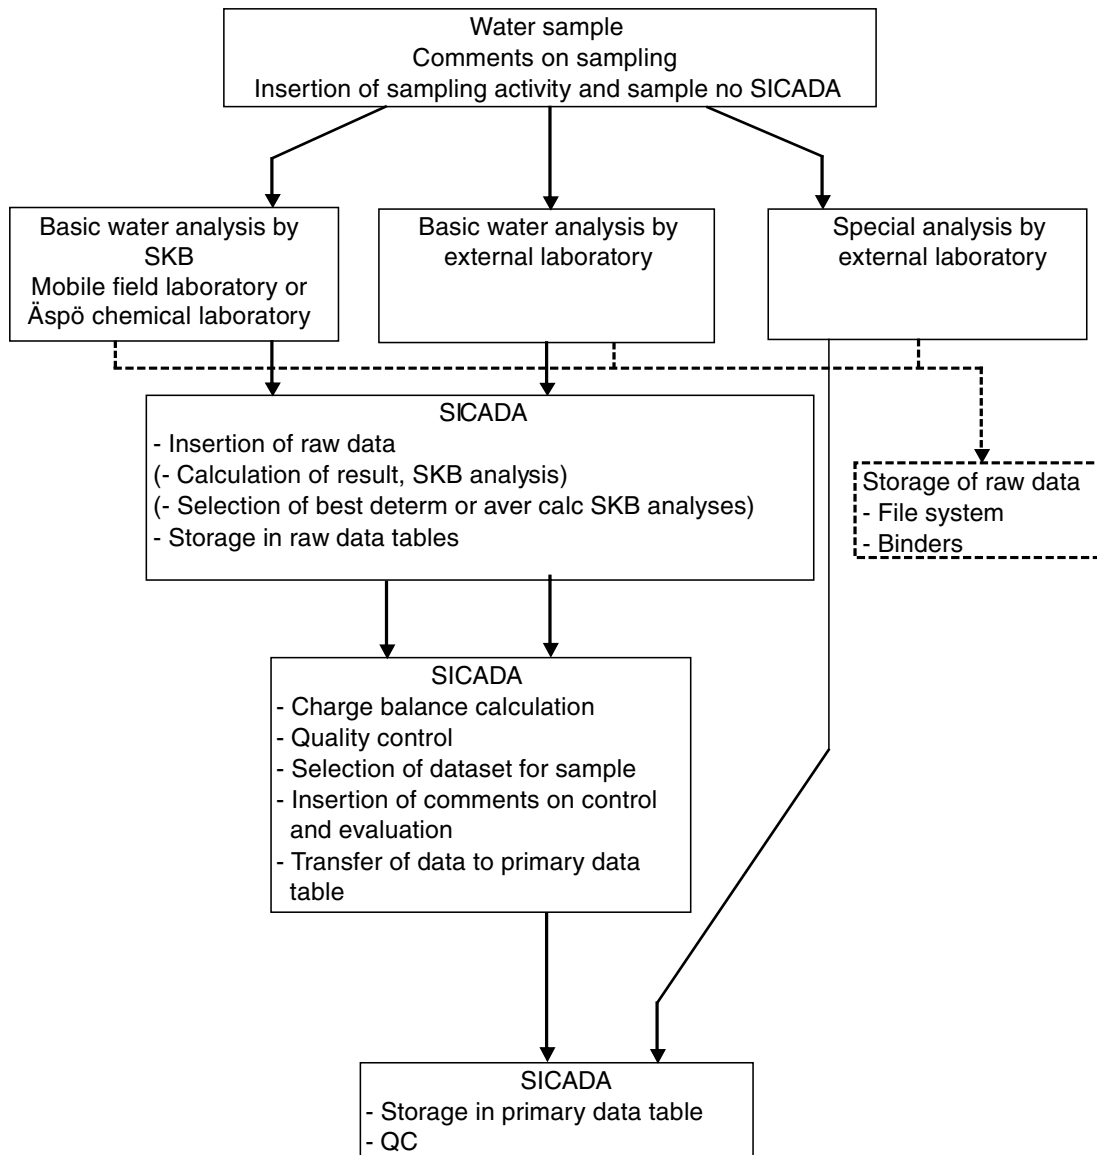 Water sample
Comments on sampling
Insertion of sampling activity and sample no SICADA
Basic water analysis by
SKB
Mobile field laboratory or
Äspö chemical laboratory
Basic water analysis by
external laboratory
Special analysis by
external laboratory
SICADA
- Insertion of raw data
(- Calculation of result, SKB analysis)
(- Selection of best determ or aver calc SKB analyses)
- Storage in raw data tables
Storage of raw data
- File system
- Binders
SICADA
- Charge balance calculation
- Quality control
- Selection of dataset for sample
- Insertion of comments on control
and evaluation
- Transfer of data to primary data
table
SICADA
- Storage in primary data table
- QC